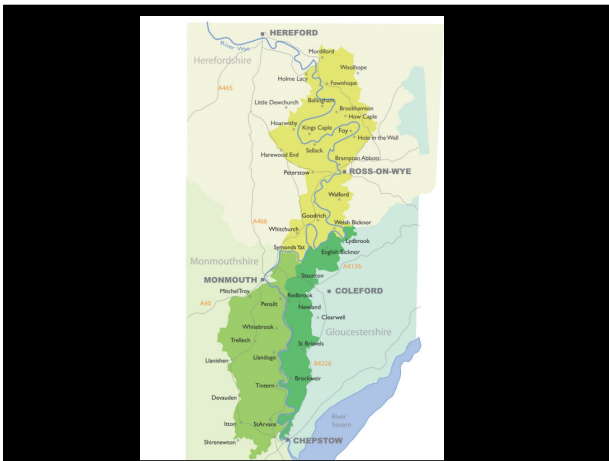 HEREFORD
River Wye
Mordiford
Herefordshire
Woolhope
Holme Lacy
Fownhope
A465
Ballingham
Little Dewchurch
Brockhamton
How Caple
Hoarwithy
Kings Caple
Foy
Hole in the Wall
Sellack
Harewood End
Brampton Abbotts
Peterstow
ROSS-ON-WYE
Walford
Goodrich
A466
Welsh Bicknor
Whitchurch
Lydbrook
Symonds Yat
English Bicknor
Monmouthshire
A4136
MONMOUTH
Staunton
Mitchel Troy
Redbrook
COLEFORD
A40
Penallt
Newland
Clearwell
Whitebrook
Gloucestershire
Trellech
St Briavels
Llanishen
Llandogo
B4228
Brockweir
Tintern
Devauden
River
Severn
Itton
StArvans
Shirenewton
CHEPSTOW